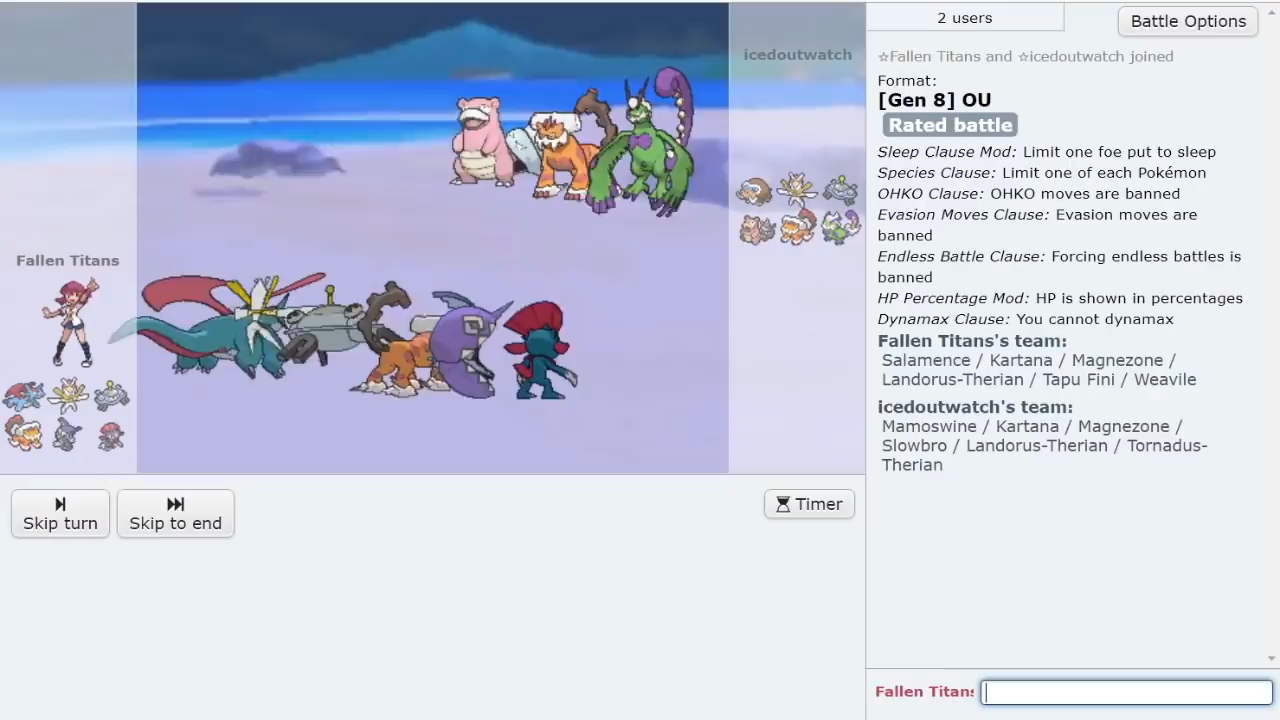 2 users
Battle Options
icedoutwatch
☆Fallen Titans and ☆icedoutwatch joined
Format:
[Gen 8] OU
Rated battle
Sleep Clause Mod: Limit one foe put to sleep
Species Clause: Limit one of each Pokémon
OHKO Clause: OHKO moves are banned
Evasion Moves Clause: Evasion moves are
banned
Endless Battle Clause: Forcing endless battles is
banned
HP Percentage Mod: HP is shown in percentages
Dynamax Clause: You cannot dynamax
Fallen Titans's team:
Salamence / Kartana / Magnezone /
Landorus-Therian / Tapu Fini / Weavile
icedoutwatch's team:
Mamoswine / Kartana / Magnezone /
Slowbro / Landorus-Therian / Tornadus-
Therian
Fallen Titans
Skip turn
Skip to end
Timer
Fallen Titans